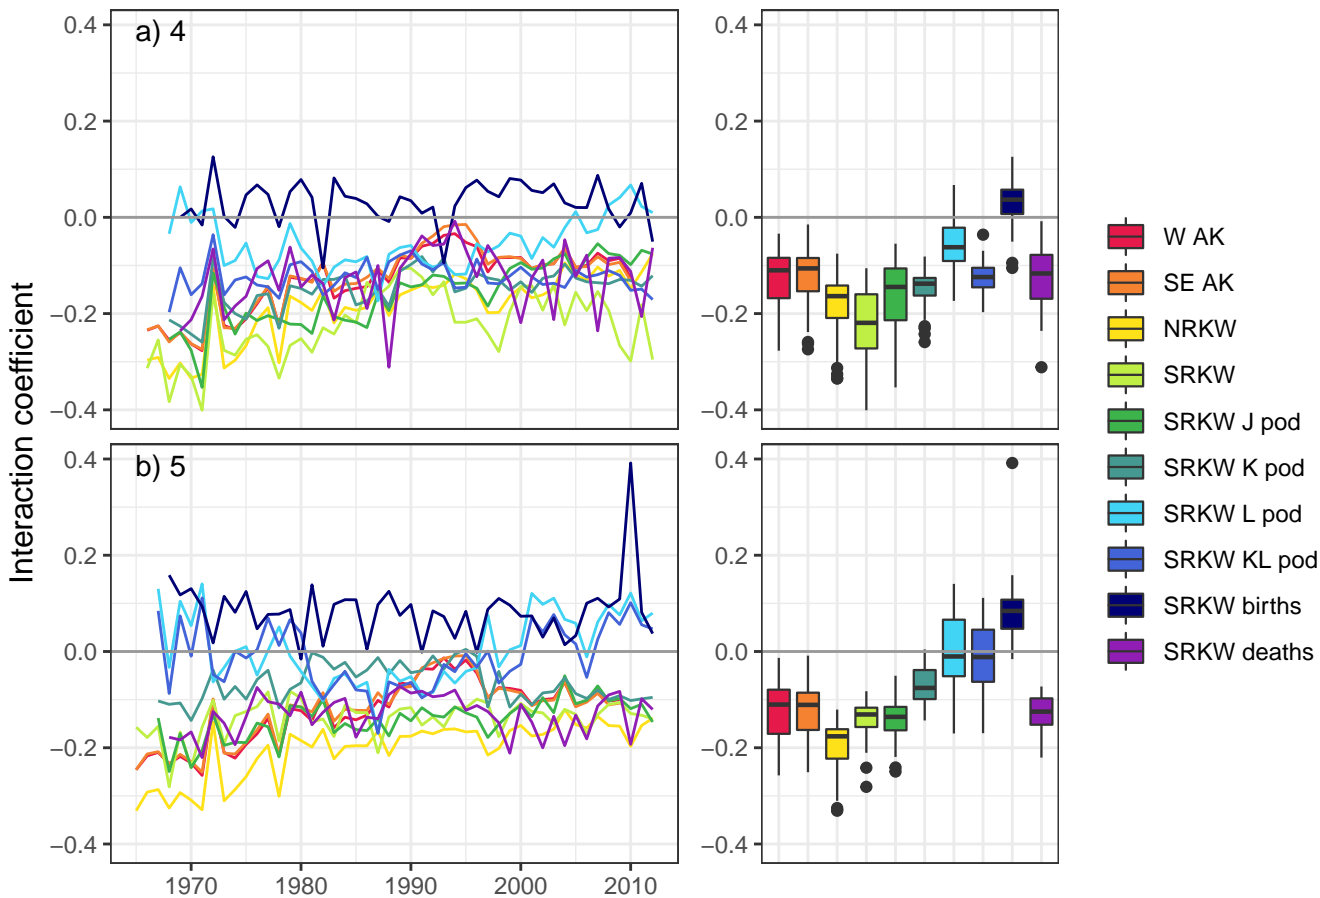 Interaction coefficient
a) 4
0.4
0.2
0.0
−0.2
−0.4
0.4
0.2
0.0
−0.2
−0.4
b) 5
0.4
0.2
0.0
−0.2
−0.4
1970 1980 1990 2000 2010
0.4
0.2
0.0
−0.2
−0.4
W AK
SE AK
NRKW
SRKW
SRKW J pod
SRKW K pod
SRKW L pod
SRKW KL pod
SRKW births
SRKW deaths